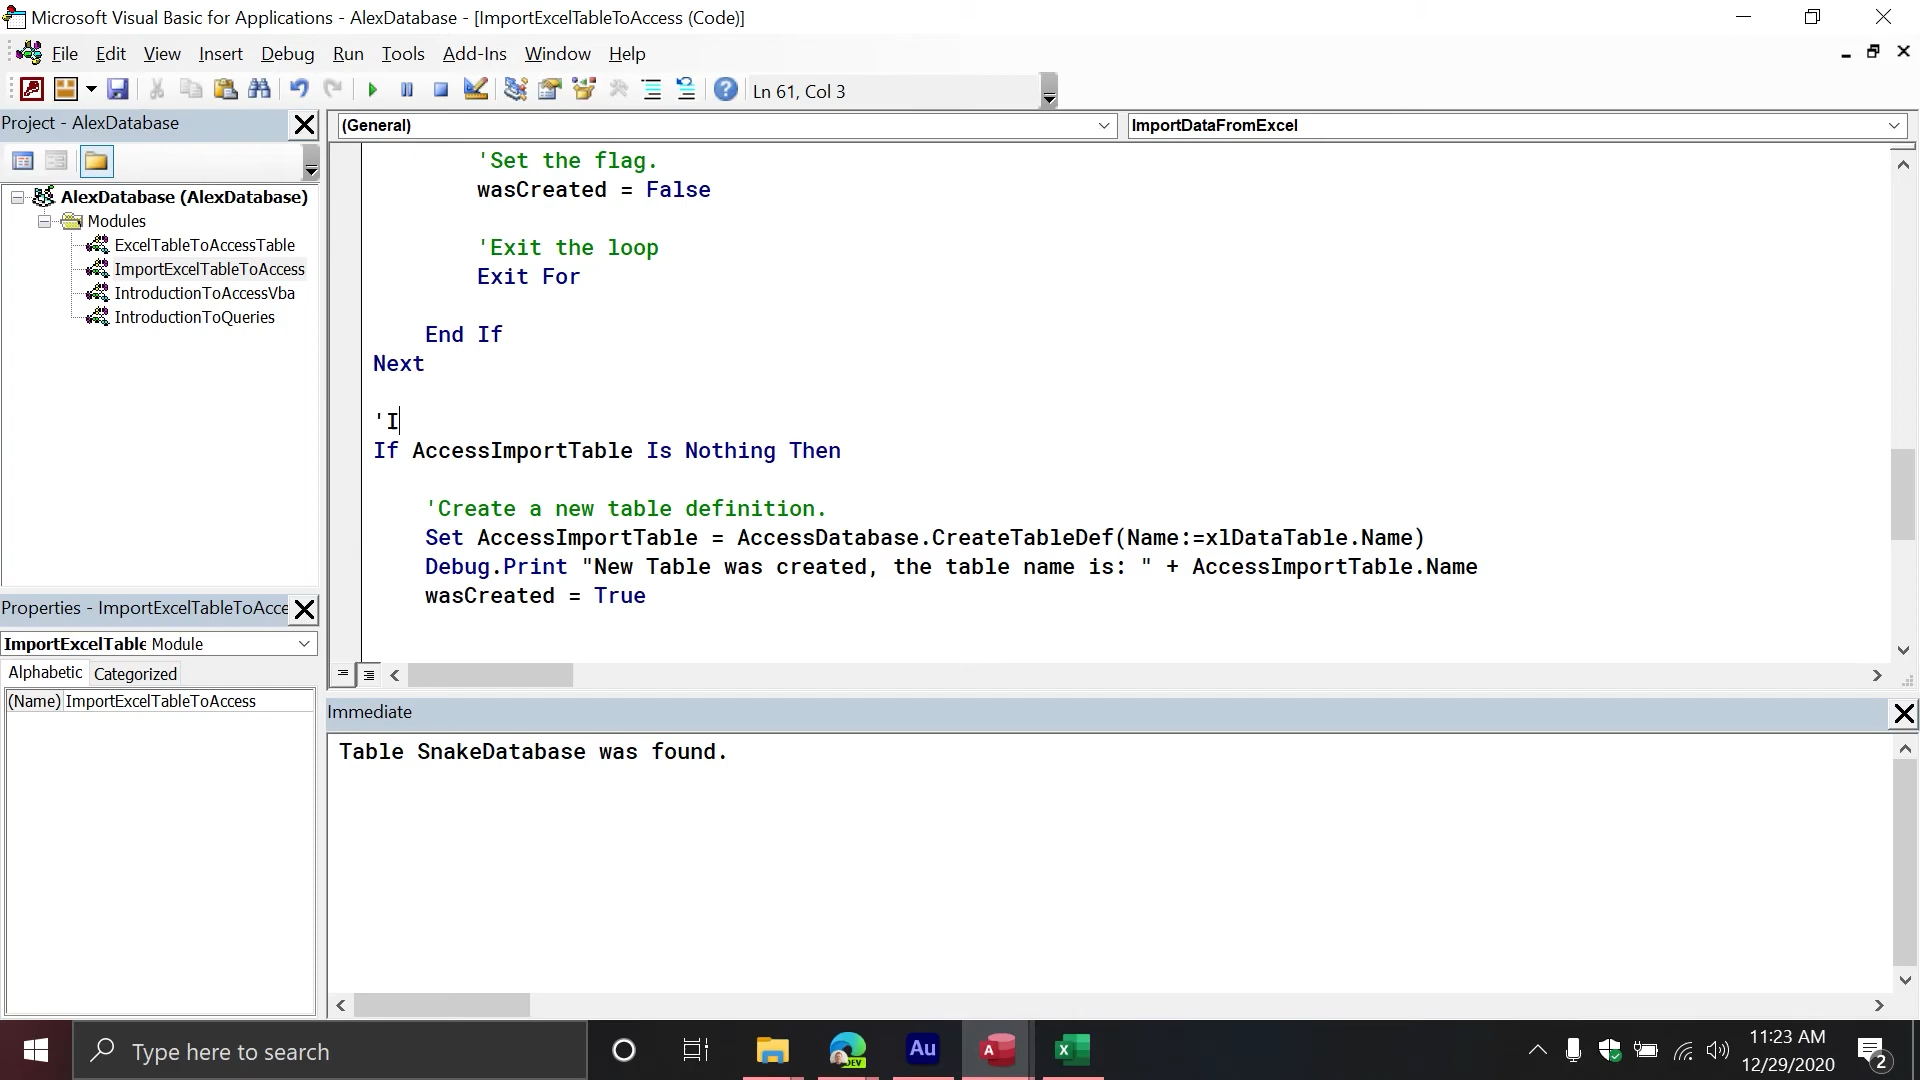 Microsoft Visual Basic for Applications - AlexDatabase - [ImportExcelTableToAccess (Code)]
File Edit View Insert Debug Run Tools Add-Ins Window Help
Ln 61, Col 3
Project - AlexDatabase
(General)
ImportDataFromExcel
AlexDatabase (AlexDatabase)
Modules
ExcelTableToAccessTable
ImportExcelTableToAccess
IntroductionToAccessVba
IntroductionToQueries
'Set the flag.
wasCreated = False
'Exit the loop
Exit For
End If
Next
'I
If AccessImportTable Is Nothing Then
'Create a new table definition.
Set AccessImportTable = AccessDatabase.CreateTableDef(Name:=xlDataTable.Name)
Debug.Print "New Table was created, the table name is: " + AccessImportTable.Name
wasCreated = True
Properties - ImportExcelTableToAcce
ImportExcelTable Module
Alphabetic Categorized
(Name) ImportExcelTableToAccess
Immediate
Table SnakeDatabase was found.
Type here to search
DEV
Au
A
X
11:23 AM
12/29/2020
2